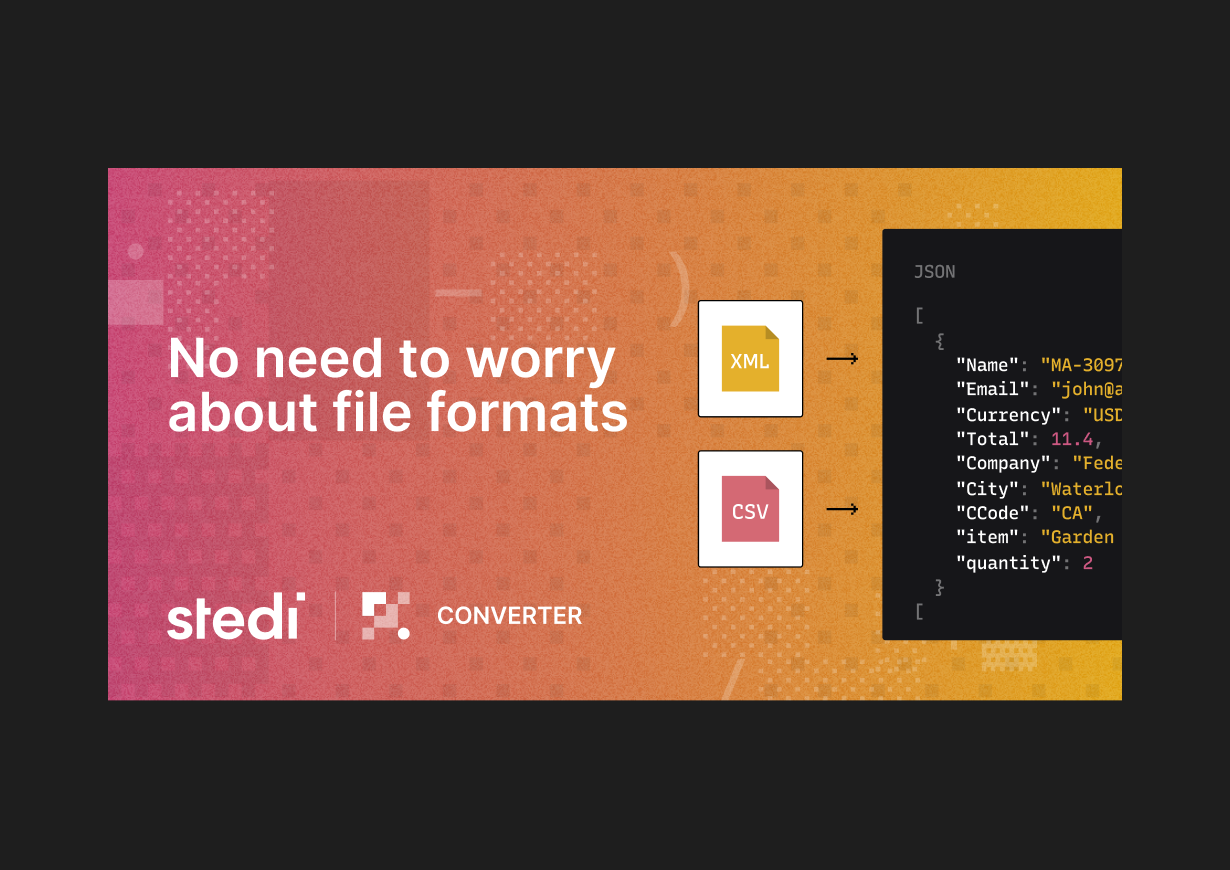 No need to worry
about file formats
stedi
CONVERTER
XML
CSV
JSON
[
{
"Name": "MA-3097
"Email": "john@a
"Currency": "USD
"Total": 11.4,
"Company": "Fede
"City": "Waterlo
"CCode": "CA",
"item": "Garden
"quantity": 2
}
[